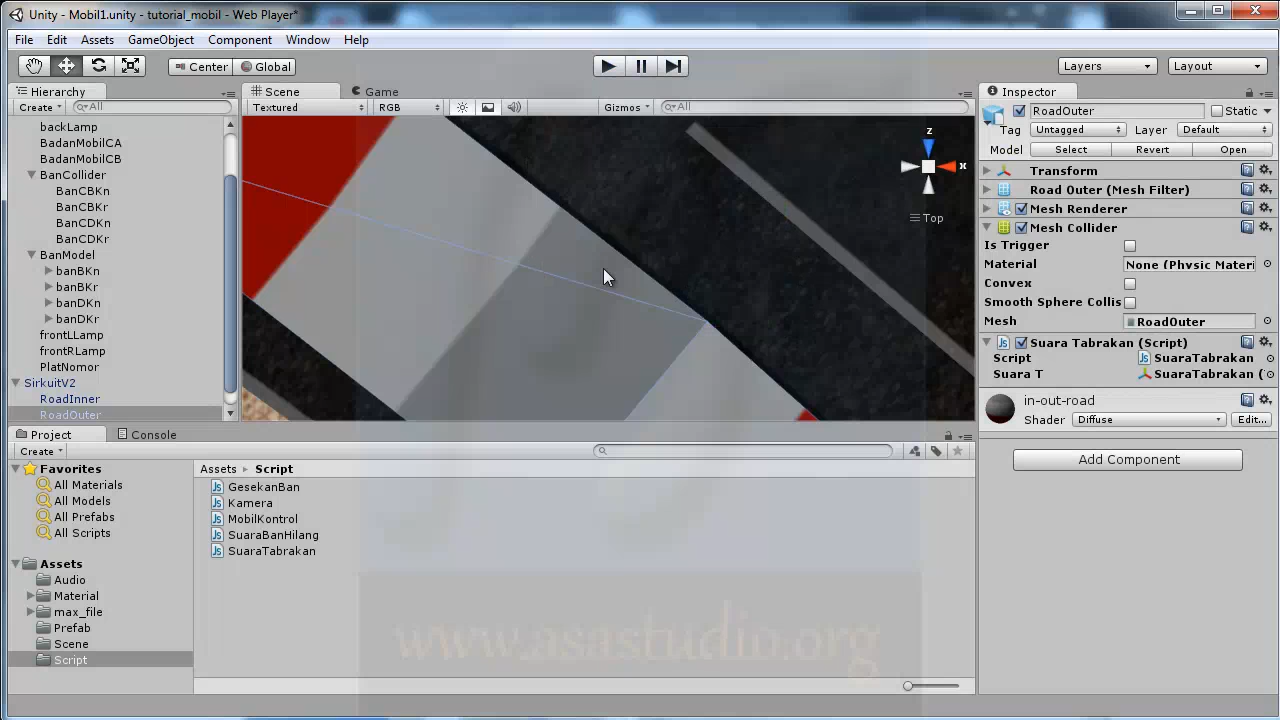 Unity - Mobil1.unity - tutorial_mobil - Web Player*
File Edit Assets GameObject Component Window Help
Center Global Layers Layout
Hierarchy
Create All
backLamp
BadanMobilCA
BadanMobilCB
BanCollider
BanCBKn
BanCBKr
BanCDKn
BanCDKr
BanModel
banBKn
banBKr
banDKn
banDKr
frontLLamp
frontRLamp
PlatNomor
SirkuitV2
RoadInner
RoadOuter
Scene Game
Textured RGB Gizmos All
z
x
Top
Inspector
RoadOuter Static
Tag Untagged Layer Default
Model Select Revert Open
Transform
Road Outer (Mesh Filter)
Mesh Renderer
Mesh Collider
Is Trigger
Material None (Physic Materi
Convex
Smooth Sphere Collis
Mesh RoadOuter
Suara Tabrakan (Script)
Script SuaraTabrakan
Suara T SuaraTabrakan (
in-out-road
Shader Diffuse Edit...
Add Component
Project Console
Create
Favorites
All Materials
All Models
All Prefabs
All Scripts
Assets
Audio
Material
max_file
Prefab
Scene
Script
Assets Script
GesekanBan
Kamera
MobilKontrol
SuaraBanHilang
SuaraTabrakan
www.asastudio.org